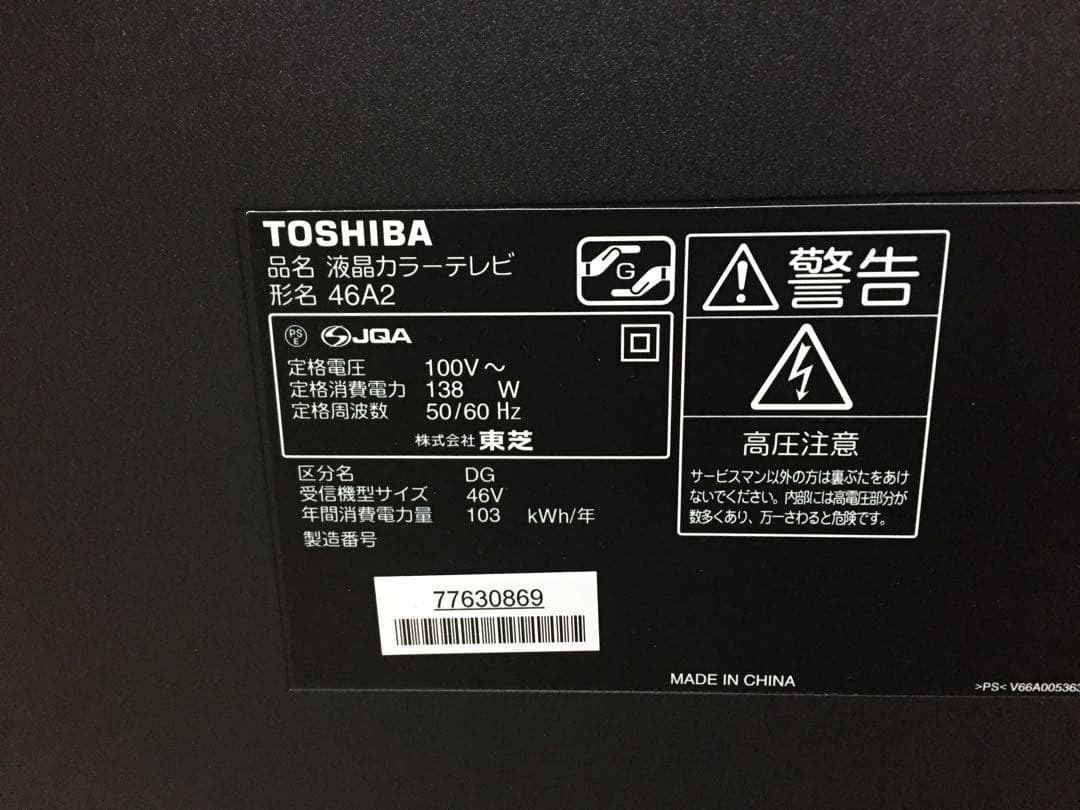 TOSHIBA
品名 液晶カラーテレビ
形名 46A2
G
PS
E
JQA
定格電圧 100V～
定格消費電力 138 W
定格周波数 50/60 Hz
株式会社 東芝
区分名 DG
受信機型サイズ 46V
年間消費電力量 103 kWh/年
製造番号
77630869
警告
高圧注意
サービスマン以外の方は裏ぶたをあけ
ないでください。内部には高電圧部分が
数多くあり、万一さわると危険です。
MADE IN CHINA
>PS< V66A005363